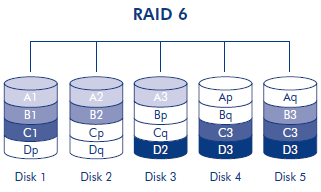 RAID 6
A1 A2 A3 Ap Aq
B1 B2 Bp Bq B3
C1 Cp Cq C3 C3
Dp Dq D2 D3 D3
Disk 1 Disk 2 Disk 3 Disk 4 Disk 5